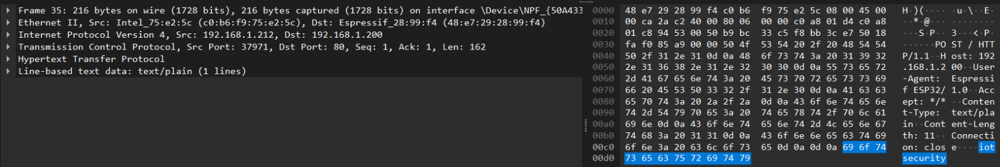 Frame 35: 216 bytes on wire (1728 bits), 216 bytes captured (1728 bits) on interface \Device\NPF_{50A433
Ethernet II, Src: Intel_75:e2:5c (c0:b6:f9:75:e2:5c), Dst: Espressif_28:99:f4 (48:e7:29:28:99:f4)
Internet Protocol Version 4, Src: 192.168.1.212, Dst: 192.168.1.200
Transmission Control Protocol, Src Port: 37971, Dst Port: 80, Seq: 1, Ack: 1, Len: 162
Hypertext Transfer Protocol
Line-based text data: text/plain (1 lines)
0000 48 e7 29 28 99 f4 c0 b6 f9 75 e2 5c 08 00 45 00 H·)(·····u·\··E·
0010 00 ca 2a c2 40 00 80 06 00 00 c0 a8 01 d4 c0 a8 ··*·@···········
0020 01 c8 94 53 00 50 b9 bc 33 c5 f8 bb 3c e7 50 18 ···S·P··3···<·P·
0030 fa f0 85 a9 00 00 50 4f 53 54 20 2f 20 48 54 54 ······PO ST / HTT
0040 50 2f 31 2e 31 0d 0a 48 6f 73 74 3a 20 31 39 32 P/1.1··H ost: 192
0050 2e 31 36 38 2e 31 2e 32 30 30 0d 0a 55 73 65 72 .168.1.2 00··User
0060 2d 41 67 65 6e 74 3a 20 45 73 70 72 65 73 73 69 -Agent: Espressi
0070 66 20 45 53 50 33 32 2f 31 2e 30 0d 0a 41 63 63 f ESP32/ 1.0··Acc
0080 65 70 74 3a 20 2a 2f 2a 0d 0a 43 6f 6e 74 65 6e ept: */* ··Conten
0090 74 2d 54 79 70 65 3a 20 74 65 78 74 2f 70 6c 61 t-Type: text/pla
00a0 69 6e 0d 0a 43 6f 6e 74 65 6e 74 2d 4c 65 6e 67 in··Cont ent-Leng
00b0 74 68 3a 20 31 31 0d 0a 43 6f 6e 6e 65 63 74 69 th: 11·· Connecti
00c0 6f 6e 3a 20 63 6c 6f 73 65 0d 0a 0d 0a 69 6f 74 on: clos e····iot
00d0 73 65 63 75 72 69 74 79 security